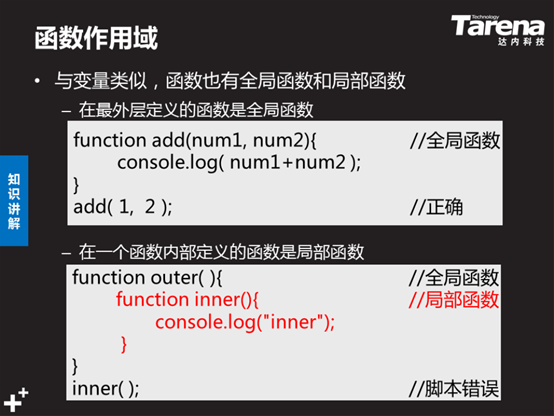 函数作用域
Technology
Tarena
达内科技
• 与变量类似，函数也有全局函数和局部函数
– 在最外层定义的函数是全局函数
function add(num1, num2){ //全局函数
console.log( num1+num2 );
}
add( 1, 2 ); //正确
知识讲解
– 在一个函数内部定义的函数是局部函数
function outer( ){ //全局函数
function inner(){ //局部函数
console.log("inner");
}
}
inner( ); //脚本错误